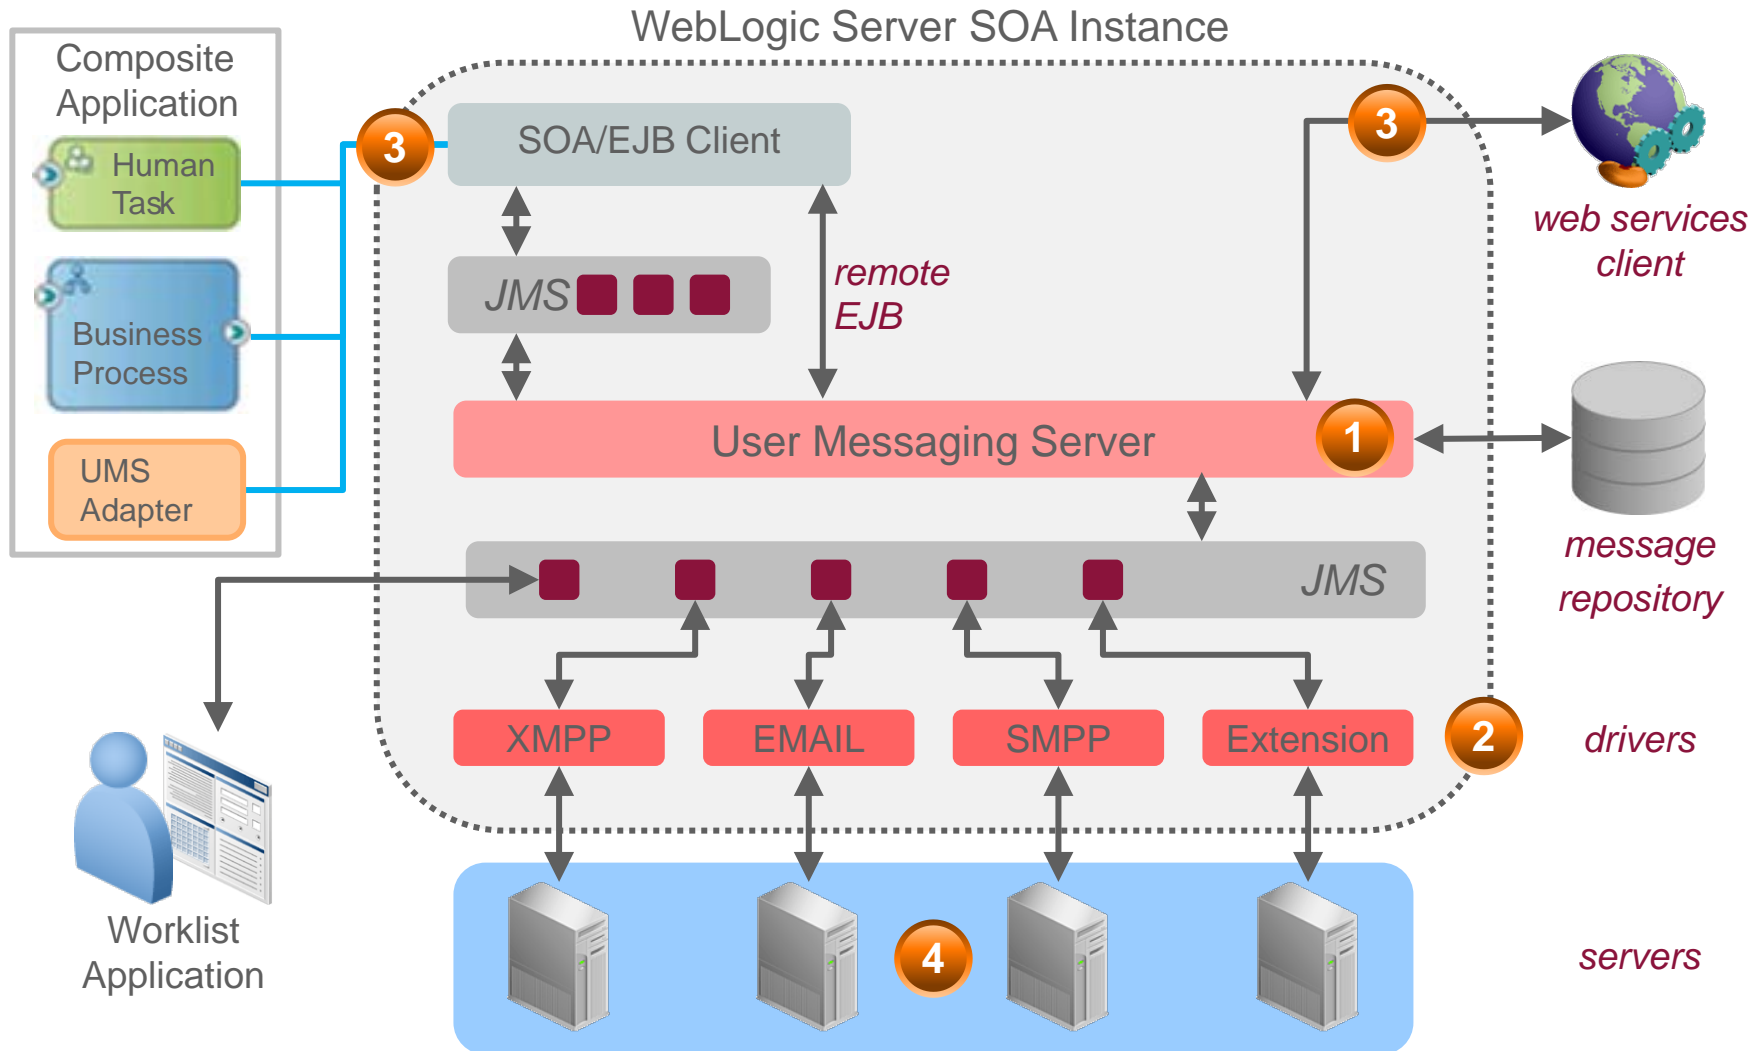 WebLogic Server SOA Instance
Composite
Application
Human
Task
Business
Process
UMS
Adapter
3
SOA/EJB Client
3
web services
client
JMS
remote
EJB
User Messaging Server
1
message
repository
JMS
XMPP
EMAIL
SMPP
Extension
2
drivers
Worklist
Application
4
servers